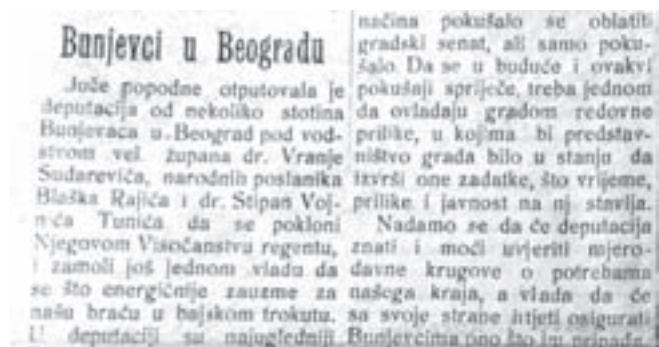 Bunjevci u Beogradu
Juče popodne otputovala je
deputacija od nekoliko stotina
Bunjevaca u Beograd pod vod-
stvom vel. župana dr. Vranje
Sudarevića, narodnih poslanika
Blaška Rajića i dr. Stipan Voj-
nića Tunića da se pokloni
Njegovom Visočanstvu regentu,
i zamoli još jednom vladu da
se što energičnije zauzme za
našu braću u bajskom trokutu.
U deputaciji su najugledniji
načina pokušalo se oblatiti
gradski senat, ali samo poku-
šalo. Da se u buduće i ovakvi
pokušaji spriječe, treba jednom
da ovladaju gradom redovne
prilike, u kojima bi predstav-
ništvo grada bilo u stanju da
izvrši one zadatke, što vrijeme,
prilike i javnost na nj stavlja.
Nadamo se da će deputacija
znati i moći uvjeriti mjero-
davne krugove o potrebama
našega kraja, a vlada da će
sa svoje strane htjeti osigurati
Bunjevcima ono što im pripada.